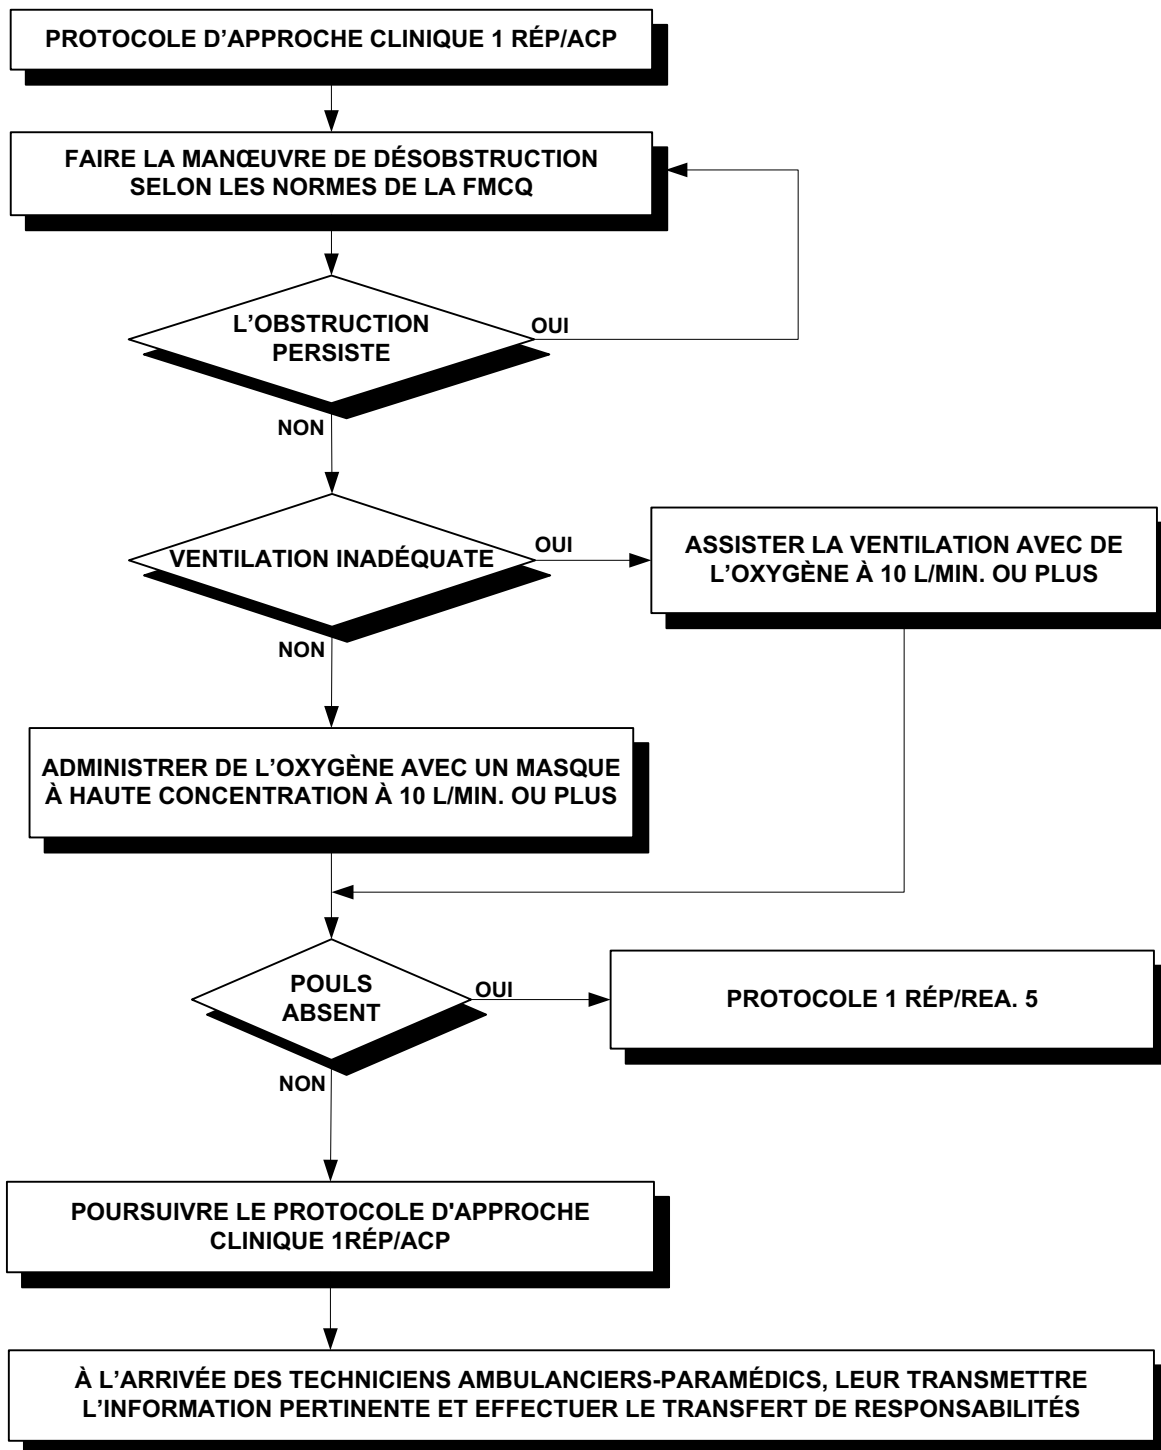 PROTOCOLE D’APPROCHE CLINIQUE 1 RÉP/ACP
FAIRE LA MANŒUVRE DE DÉSOBSTRUCTION
SELON LES NORMES DE LA FMCQ
L’OBSTRUCTION
PERSISTE
OUI
NON
VENTILATION INADÉQUATE
OUI
ASSISTER LA VENTILATION AVEC DE
L’OXYGÈNE À 10 L/MIN. OU PLUS
NON
ADMINISTRER DE L’OXYGÈNE AVEC UN MASQUE
À HAUTE CONCENTRATION À 10 L/MIN. OU PLUS
POULS
ABSENT
OUI
PROTOCOLE 1 RÉP/REA. 5
NON
POURSUIVRE LE PROTOCOLE D'APPROCHE
CLINIQUE 1RÉP/ACP
À L’ARRIVÉE DES TECHNICIENS AMBULANCIERS-PARAMÉDICS, LEUR TRANSMETTRE
L’INFORMATION PERTINENTE ET EFFECTUER LE TRANSFERT DE RESPONSABILITÉS